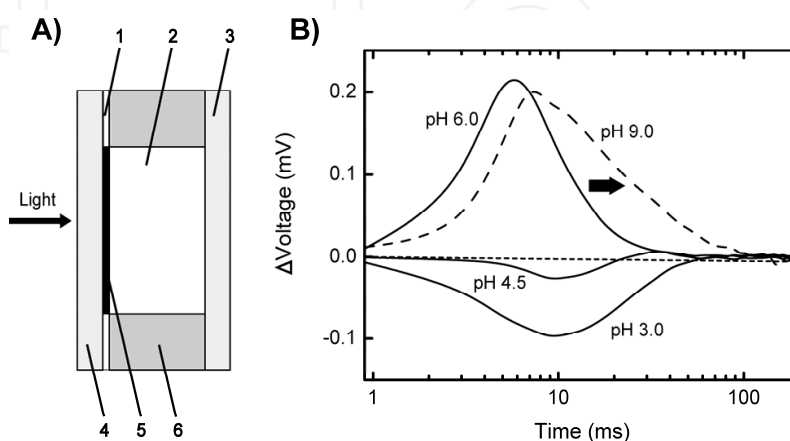 A)
1 2 3
Light
4 5 6
B)
0.2
0.1
0.0
-0.1
ΔVoltage (mV)
pH 6.0
pH 9.0
pH 4.5
pH 3.0
1 10 100
Time (ms)